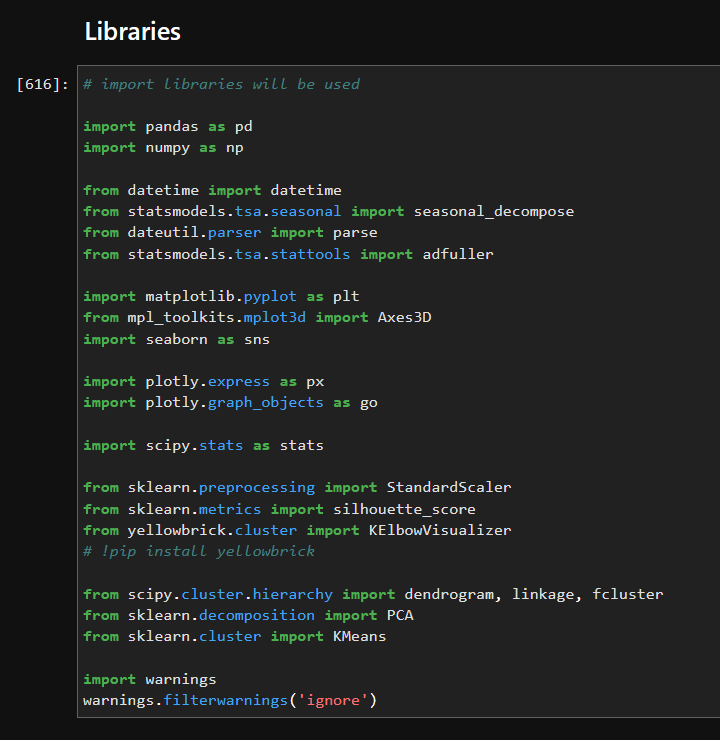 Libraries
[616]:
# import libraries will be used
import pandas as pd
import numpy as np
from datetime import datetime
from statsmodels.tsa.seasonal import seasonal_decompose
from dateutil.parser import parse
from statsmodels.tsa.stattools import adfuller
import matplotlib.pyplot as plt
from mpl_toolkits.mplot3d import Axes3D
import seaborn as sns
import plotly.express as px
import plotly.graph_objects as go
import scipy.stats as stats
from sklearn.preprocessing import StandardScaler
from sklearn.metrics import silhouette_score
from yellowbrick.cluster import KElbowVisualizer
# !pip install yellowbrick
from scipy.cluster.hierarchy import dendrogram, linkage, fcluster
from sklearn.decomposition import PCA
from sklearn.cluster import KMeans
import warnings
warnings.filterwarnings('ignore')